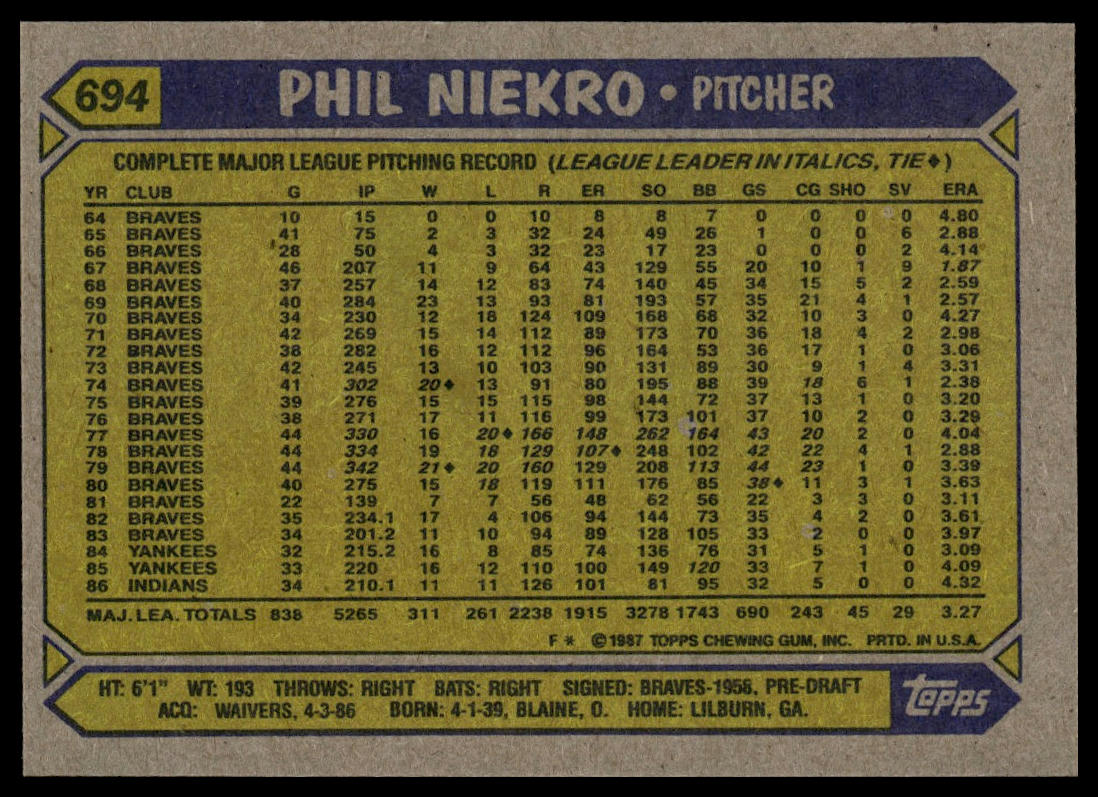 694 PHIL NIEKRO • PITCHER
COMPLETE MAJOR LEAGUE PITCHING RECORD (LEAGUE LEADER IN ITALICS, TIE♦)
YR CLUB G IP W L R ER SO BB GS CG SHO SV ERA
64 BRAVES 10 15 0 0 10 8 8 7 0 0 0 0 4.80
65 BRAVES 41 75 2 3 32 24 49 26 1 0 0 6 2.88
66 BRAVES 28 50 4 3 32 23 17 23 0 0 0 2 4.14
67 BRAVES 46 207 11 9 64 43 129 55 20 10 1 9 1.87
68 BRAVES 37 257 14 12 83 74 140 45 34 15 5 2 2.59
69 BRAVES 40 284 23 13 93 81 193 57 35 21 4 1 2.57
70 BRAVES 34 230 12 18 124 109 168 68 32 10 3 0 4.27
71 BRAVES 42 269 15 14 112 89 173 70 36 18 4 2 2.98
72 BRAVES 38 282 16 12 112 96 164 53 36 17 1 0 3.06
73 BRAVES 42 245 13 10 103 90 131 89 30 9 1 4 3.31
74 BRAVES 41 302 20♦ 13 91 80 195 88 39 18 6 1 2.38
75 BRAVES 39 276 15 15 115 98 144 72 37 13 1 0 3.20
76 BRAVES 38 271 17 11 116 99 173 101 37 10 2 0 3.29
77 BRAVES 44 330 16 20♦ 166 148 262 164 43 20 2 0 4.04
78 BRAVES 44 334 19 18 129 107♦ 248 102 42 22 4 1 2.88
79 BRAVES 44 342 21♦ 20 160 129 208 113 44 23 1 0 3.39
80 BRAVES 40 275 15 18 119 111 176 85 38♦ 11 3 1 3.63
81 BRAVES 22 139 7 7 56 48 62 56 22 3 3 0 3.11
82 BRAVES 35 234.1 17 4 106 94 144 73 35 4 2 0 3.61
83 BRAVES 34 201.2 11 10 94 89 128 105 33 2 0 0 3.97
84 YANKEES 32 215.2 16 8 85 74 136 76 31 5 1 0 3.09
85 YANKEES 33 220 16 12 110 100 149 120 33 7 1 0 4.09
86 INDIANS 34 210.1 11 11 126 101 81 95 32 5 0 0 4.32
MAJ. LEA. TOTALS 838 5265 311 261 2238 1915 3278 1743 690 243 45 29 3.27
F * ©1987 TOPPS CHEWING GUM, INC. PRTD. IN U.S.A.
HT: 6'1" WT: 193 THROWS: RIGHT BATS: RIGHT SIGNED: BRAVES-1958, PRE-DRAFT
ACQ: WAIVERS, 4-3-86 BORN: 4-1-39, BLAINE, O. HOME: LILBURN, GA.
Topps